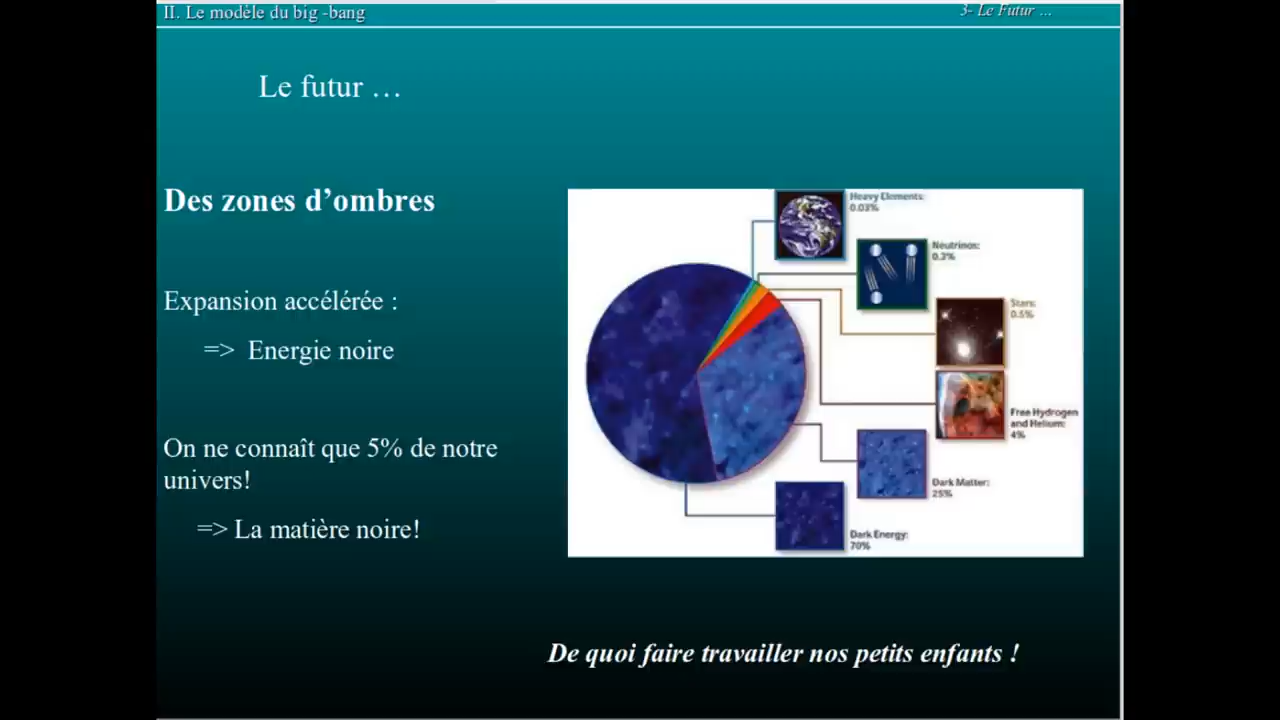 II. Le modèle du big -bang
3- Le Futur ...
Le futur …
Des zones d’ombres
Expansion accélérée :
=> Energie noire
On ne connaît que 5% de notre
univers!
=> La matière noire!
Heavy Elements:
0.03%
Neutrinos:
0.3%
Stars:
0.5%
Free Hydrogen
and Helium:
4%
Dark Matter:
25%
Dark Energy:
70%
De quoi faire travailler nos petits enfants !